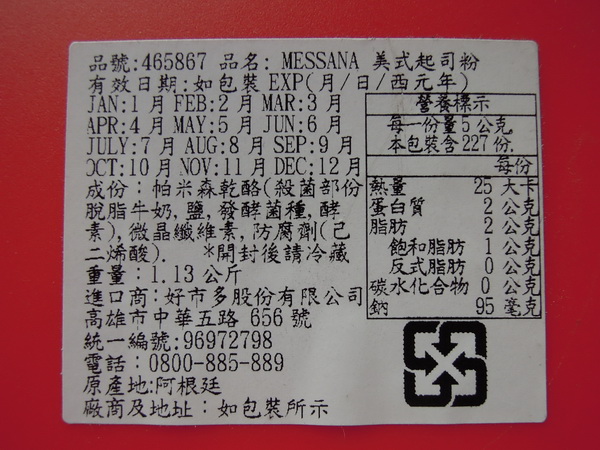 品號:465867 品名: MESSANA 美式起司粉
有效日期:如包裝 EXP(月/日/西元年)
JAN:1月 FEB:2月 MAR:3月
APR:4月 MAY:5月 JUN:6月
JULY:7月 AUG:8月 SEP:9月
OCT:10月 NOV:11月 DEC:12月
成份: 帕米森乾酪(殺菌部份
脫脂牛奶,鹽,發酵菌種,酵
素),微晶纖維素,防腐劑(己
二烯酸). *開封後請冷藏
重量：1.13公斤
進口商:好市多股份有限公司
高雄市中華五路 656 號
統一編號:96972798
電話：0800-885-889
原產地:阿根廷
廠商及地址：如包裝所示
營養標示
每一份量5公克
本包裝含227份.
每份
熱量 25 大卡
蛋白質 2 公克
脂肪 2 公克
飽和脂肪 1 公克
反式脂肪 0 公克
碳水化合物 0 公克
鈉 95 毫克